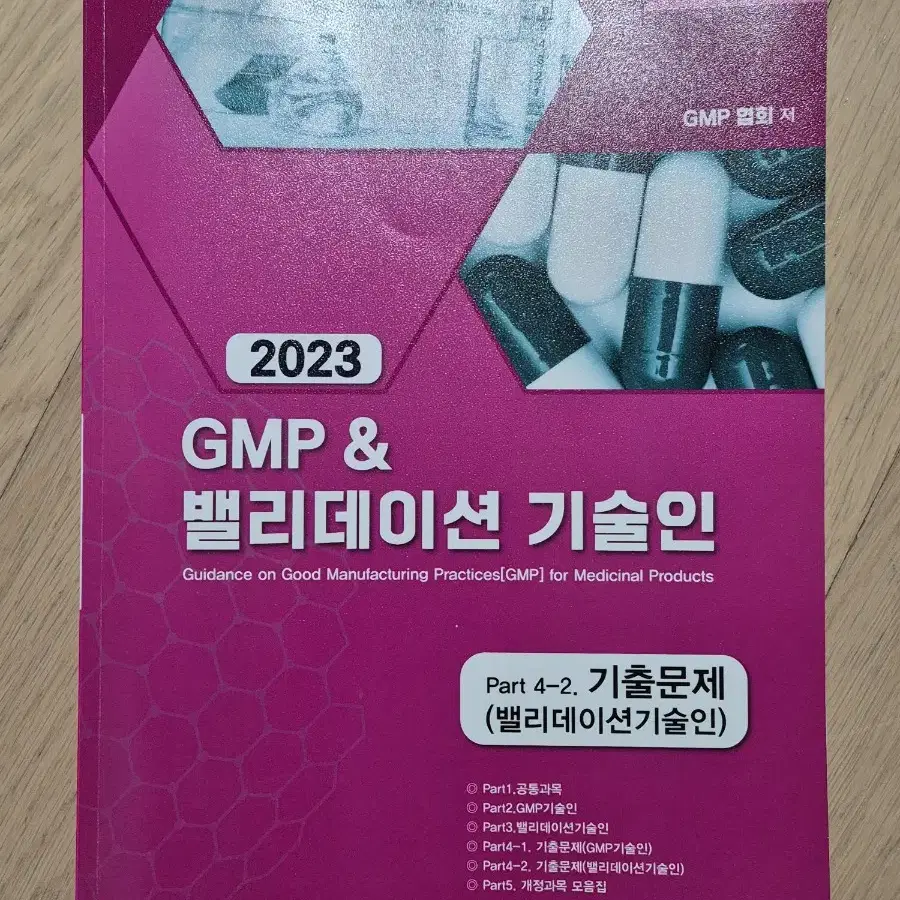 GMP 협회 저
2023
GMP &
밸리데이션 기술인
Guidance on Good Manufacturing Practices[GMP] for Medicinal Products
Part 4-2. 기출문제
(밸리데이션기술인)
◎ Part1.공통과목
◎ Part2.GMP기술인
◎ Part3.밸리데이션기술인
◎ Part4-1. 기출문제(GMP기술인)
◎ Part4-2. 기출문제(밸리데이션기술인)
◎ Part5. 개정과목 모음집